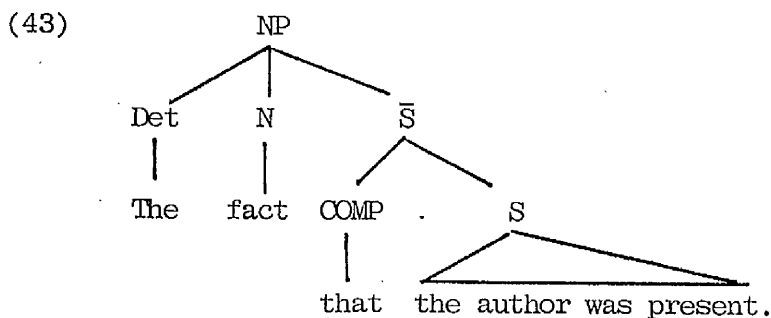 (43) NP
Det N S̄
The fact COMP S
that the author was present.